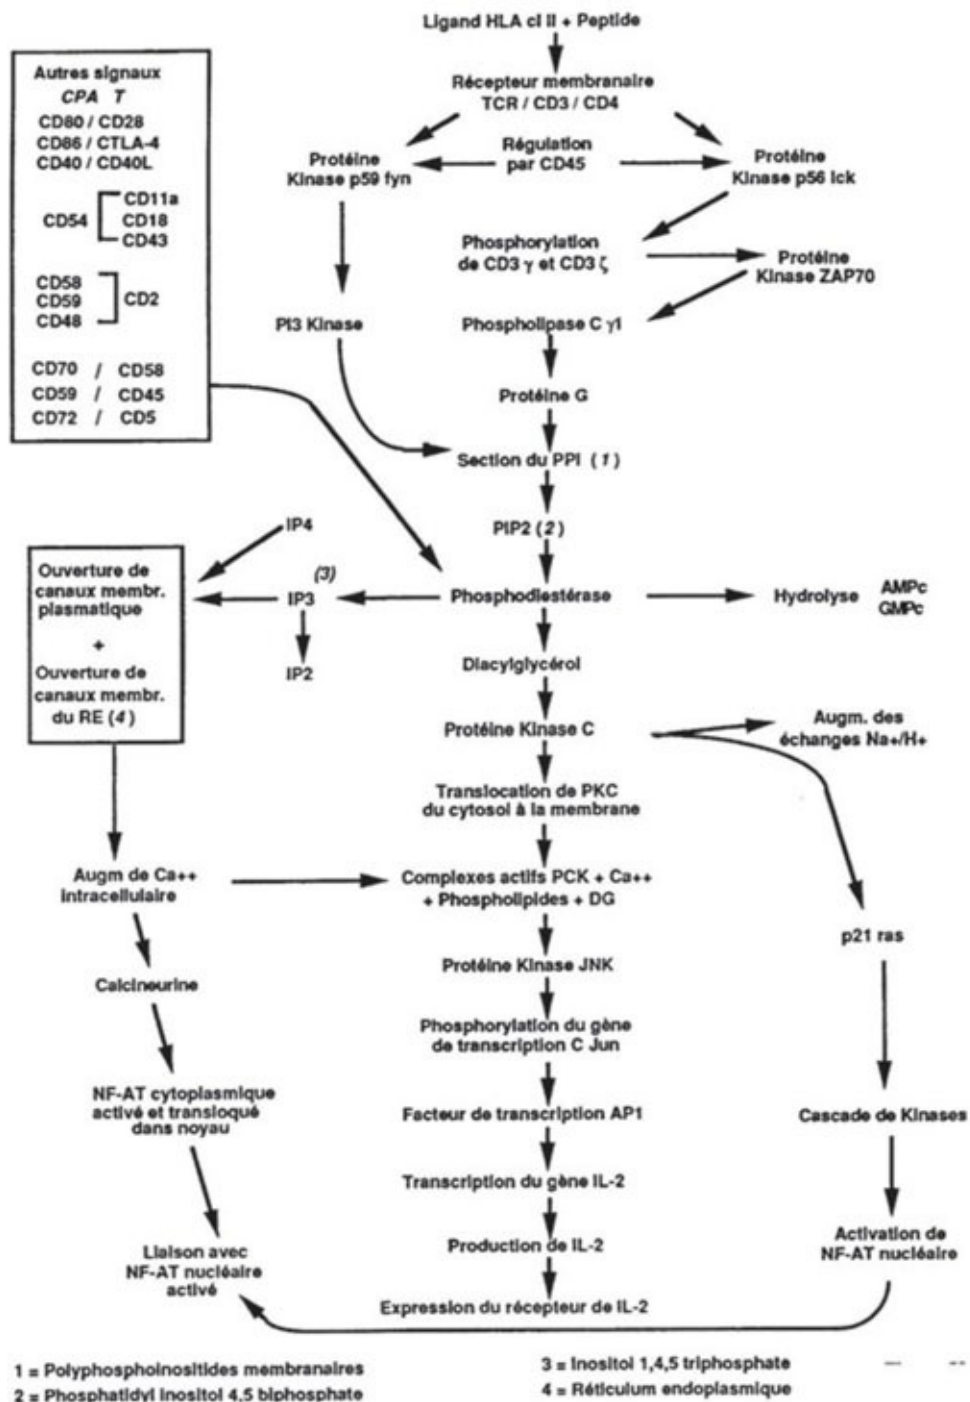 Ligand HLA cl II + Peptide
Autres signaux
CPA T
CD80 / CD28
CD86 / CTLA-4
CD40 / CD40L
CD54
CD11a
CD18
CD43
CD58
CD59
CD48
CD2
CD70 / CD58
CD59 / CD45
CD72 / CD5
Récepteur membranaire
TCR / CD3 / CD4
Régulation
par CD45
Protéine
Kinase p59 fyn
Protéine
Kinase p56 lck
Phosphorylation
de CD3 γ et CD3 ζ
Protéine
Kinase ZAP70
PI3 Kinase
Phospholipase C γ1
Protéine G
Section du PPI (1)
PIP2 (2)
IP4
Ouverture de
canaux membr.
plasmatique
+
Ouverture de
canaux membr.
du RE (4)
(3)
IP3
IP2
Phosphodiestérase
Hydrolyse
AMPc
GMPc
Diacylglycérol
Protéine Kinase C
Augm. des
échanges Na+/H+
Translocation de PKC
du cytosol à la membrane
Augm de Ca++
intracellulaire
Complexes actifs PCK + Ca++
+ Phospholipides + DG
p21 ras
Protéine Kinase JNK
Calcineurine
Phosphorylation du gène
de transcription C Jun
NF-AT cytoplasmique
activé et transloqué
dans noyau
Facteur de transcription AP1
Cascade de Kinases
Transcription du gène IL-2
Production de IL-2
Activation de
NF-AT nucléaire
Liaison avec
NF-AT nucléaire
activé
Expression du récepteur de IL-2
1 = Polyphosphoinositides membranaires
2 = Phosphatidyl inositol 4,5 biphosphate
3 = Inositol 1,4,5 triphosphate
4 = Réticulum endoplasmique